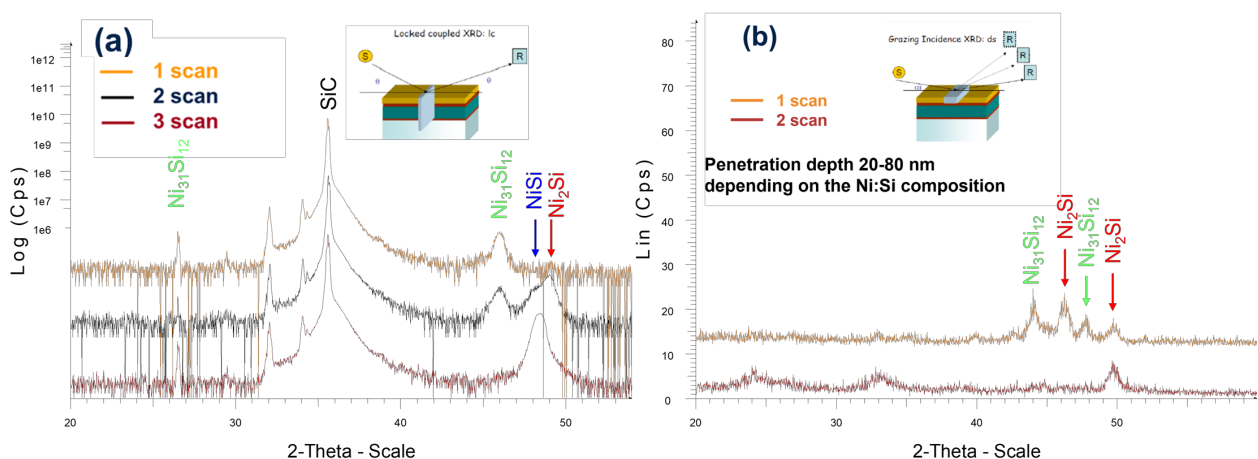 (a)
1 scan
2 scan
3 scan
Locked coupled XRD: lc
S
R
θ
θ
SiC
Ni31Si12
Ni31Si12
NiSi
Ni2Si
Log (Cps)
1e12
1e11
1e10
1e9
1e8
1e7
1e6
20
30
40
50
2-Theta - Scale
(b)
1 scan
2 scan
Grazing Incidence XRD: ds
R
R
R
S
Penetration depth 20-80 nm
depending on the Ni:Si composition
Ni31Si12
Ni2Si
Ni31Si12
Ni2Si
Lin (Cps)
80
70
60
50
40
30
20
10
0
20
30
40
50
2-Theta - Scale